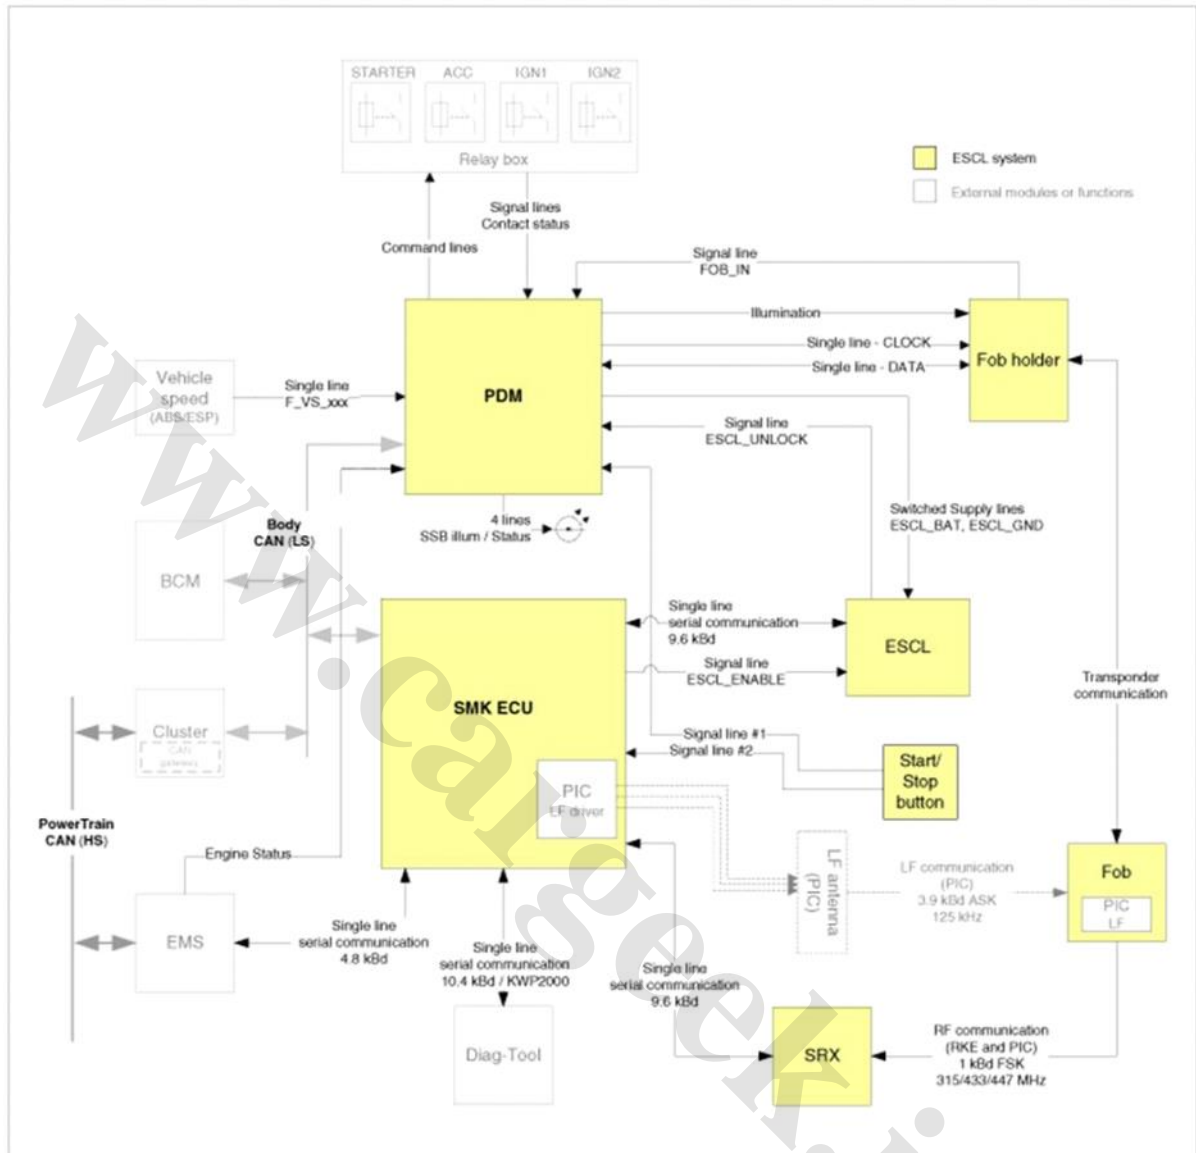 STARTER ACC IGN1 IGN2
Relay box
ESCL system
External modules or functions
Signal lines
Contact status
Command lines
Signal line
FOB_IN
Illumination
Single line - CLOCK
Single line - DATA
Fob holder
PDM
Vehicle
speed
(ABS/ESP)
Single line
F_VS_xxx
Signal line
ESCL_UNLOCK
Switched Supply lines
ESCL_BAT, ESCL_GND
4 lines
SSB illum / Status
Body
CAN (LS)
BCM
Single line
serial communication
9.6 kBd
ESCL
Signal line
ESCL_ENABLE
Transponder
communication
SMK ECU
Cluster
CAN
gateway
Signal line #1
Signal line #2
Start/
Stop
button
PIC
LF driver
PowerTrain
CAN (HS)
Engine Status
LF antenna
(PIC)
LF communication
(PIC)
3.9 kBd ASK
125 kHz
Fob
PIC
LF
EMS
Single line
serial communication
4.8 kBd
Single line
serial communication
10.4 kBd / KWP2000
Single line
serial communication
9.6 kBd
Diag-Tool
SRX
RF communication
(RKE and PIC)
1 kBd FSK
315/433/447 MHz
www.cargeek.i